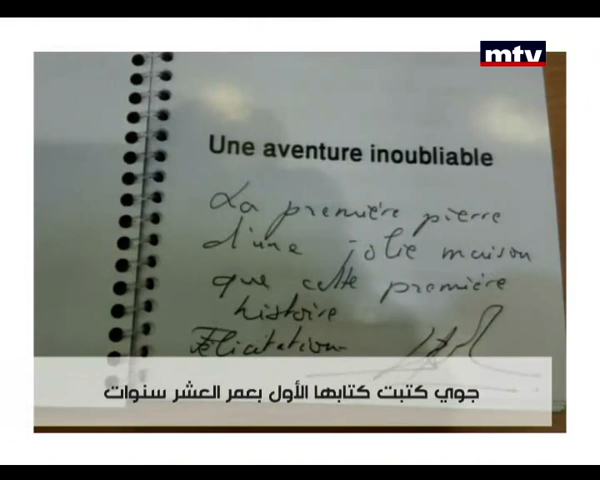 mtv
Une aventure inoubliable
La première pierre
d'une jolie maison
que cette première
histoire
Félicitation
جوي كتبت كتابها الأول بعمر العشر سنوات